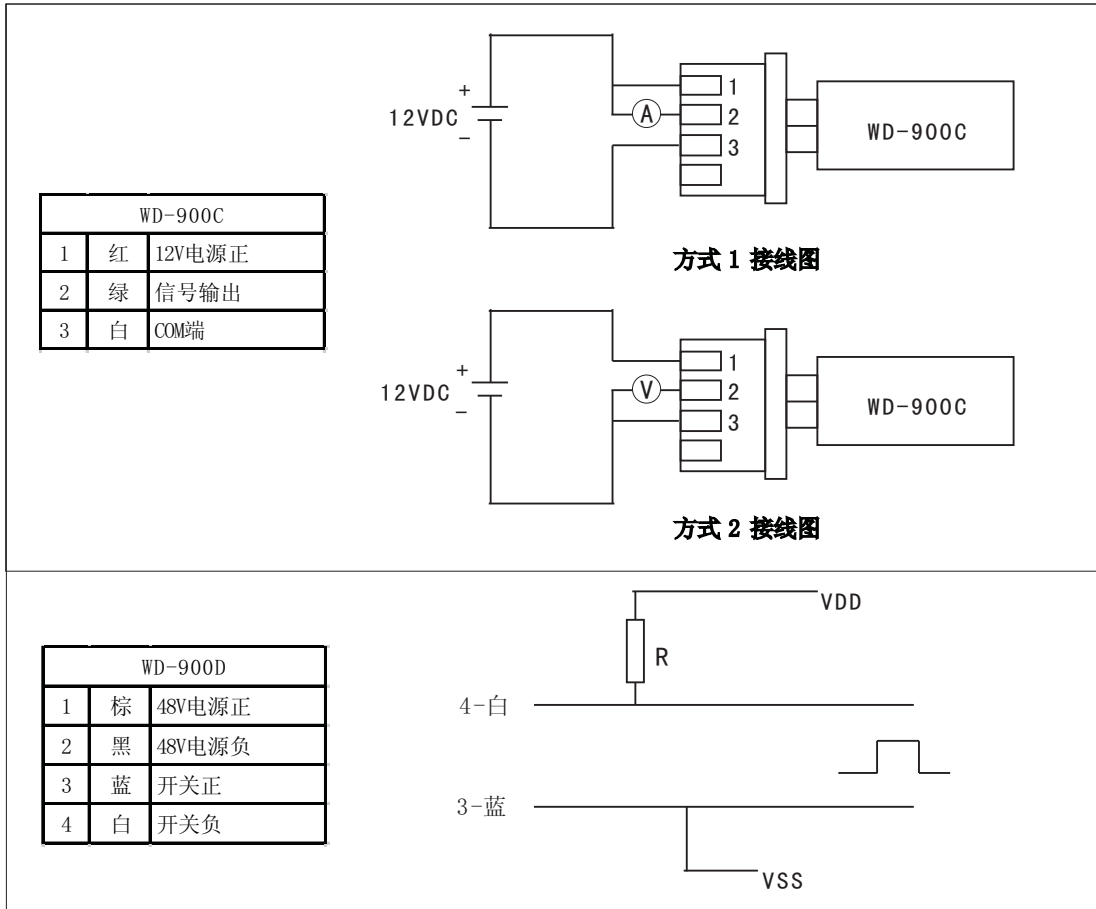 WD-900C
1 红 12V电源正
2 绿 信号输出
3 白 COM端
+
12VDC
−
A
1
2
3
WD-900C
方式 1 接线图
+
12VDC
−
V
1
2
3
WD-900C
方式 2 接线图
WD-900D
1 棕 48V电源正
2 黑 48V电源负
3 蓝 开关正
4 白 开关负
VDD
R
4-白
3-蓝
VSS